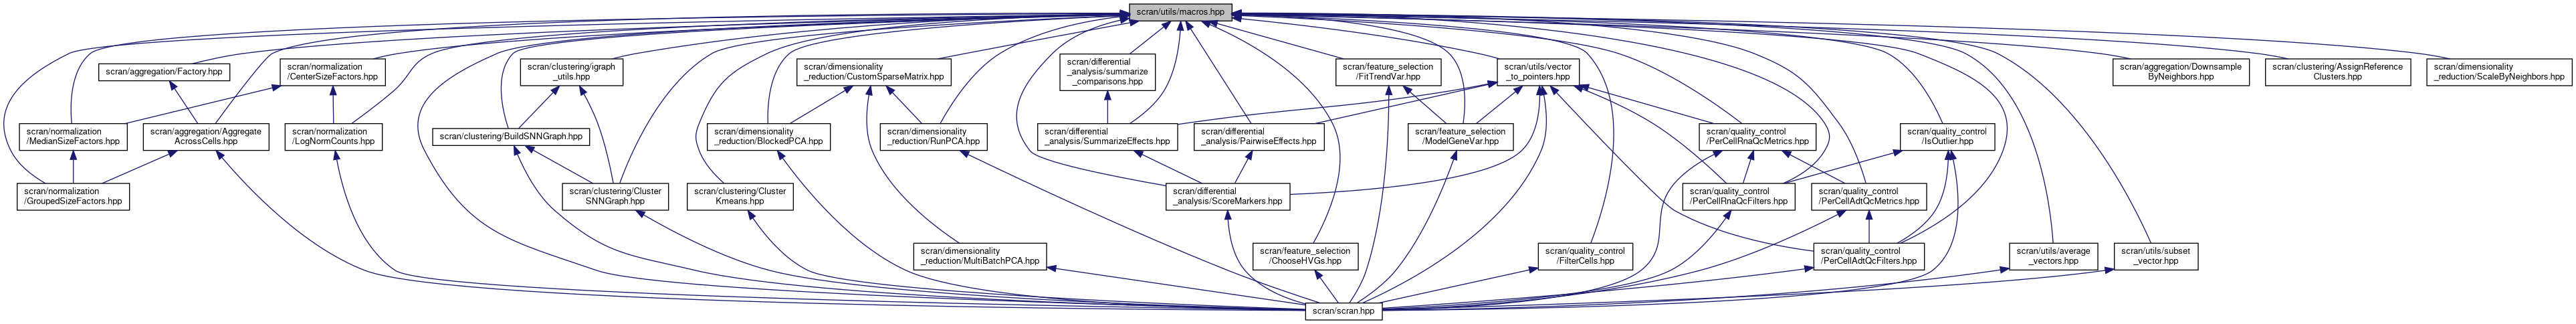 scran/utils/macros.hpp
scran/aggregation/Factory.hpp
scran/normalization
/CenterSizeFactors.hpp
scran/clustering/igraph
_utils.hpp
scran/dimensionality
_reduction/CustomSparseMatrix.hpp
scran/differential
_analysis/summarize
_comparisons.hpp
scran/feature_selection
/FitTrendVar.hpp
scran/utils/vector
_to_pointers.hpp
scran/aggregation/Downsample
ByNeighbors.hpp
scran/clustering/AssignReference
Clusters.hpp
scran/dimensionality
_reduction/ScaleByNeighbors.hpp
scran/normalization
/MedianSizeFactors.hpp
scran/aggregation/Aggregate
AcrossCells.hpp
scran/normalization
/LogNormCounts.hpp
scran/clustering/BuildSNNGraph.hpp
scran/dimensionality
_reduction/BlockedPCA.hpp
scran/dimensionality
_reduction/RunPCA.hpp
scran/differential
_analysis/SummarizeEffects.hpp
scran/differential
_analysis/PairwiseEffects.hpp
scran/feature_selection
/ModelGeneVar.hpp
scran/quality_control
/PerCellRnaQcMetrics.hpp
scran/quality_control
/IsOutlier.hpp
scran/normalization
/GroupedSizeFactors.hpp
scran/clustering/Cluster
SNNGraph.hpp
scran/clustering/Cluster
Kmeans.hpp
scran/differential
_analysis/ScoreMarkers.hpp
scran/quality_control
/PerCellRnaQcFilters.hpp
scran/quality_control
/PerCellAdtQcMetrics.hpp
scran/dimensionality
_reduction/MultiBatchPCA.hpp
scran/feature_selection
/ChooseHVGs.hpp
scran/quality_control
/FilterCells.hpp
scran/quality_control
/PerCellAdtQcFilters.hpp
scran/utils/average
_vectors.hpp
scran/utils/subset
_vector.hpp
scran/scran.hpp